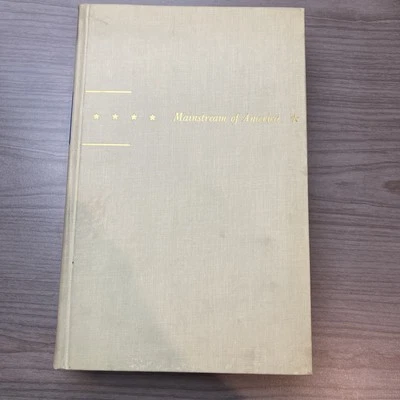 ★ ★ ★ ★ Mainstream of America ★